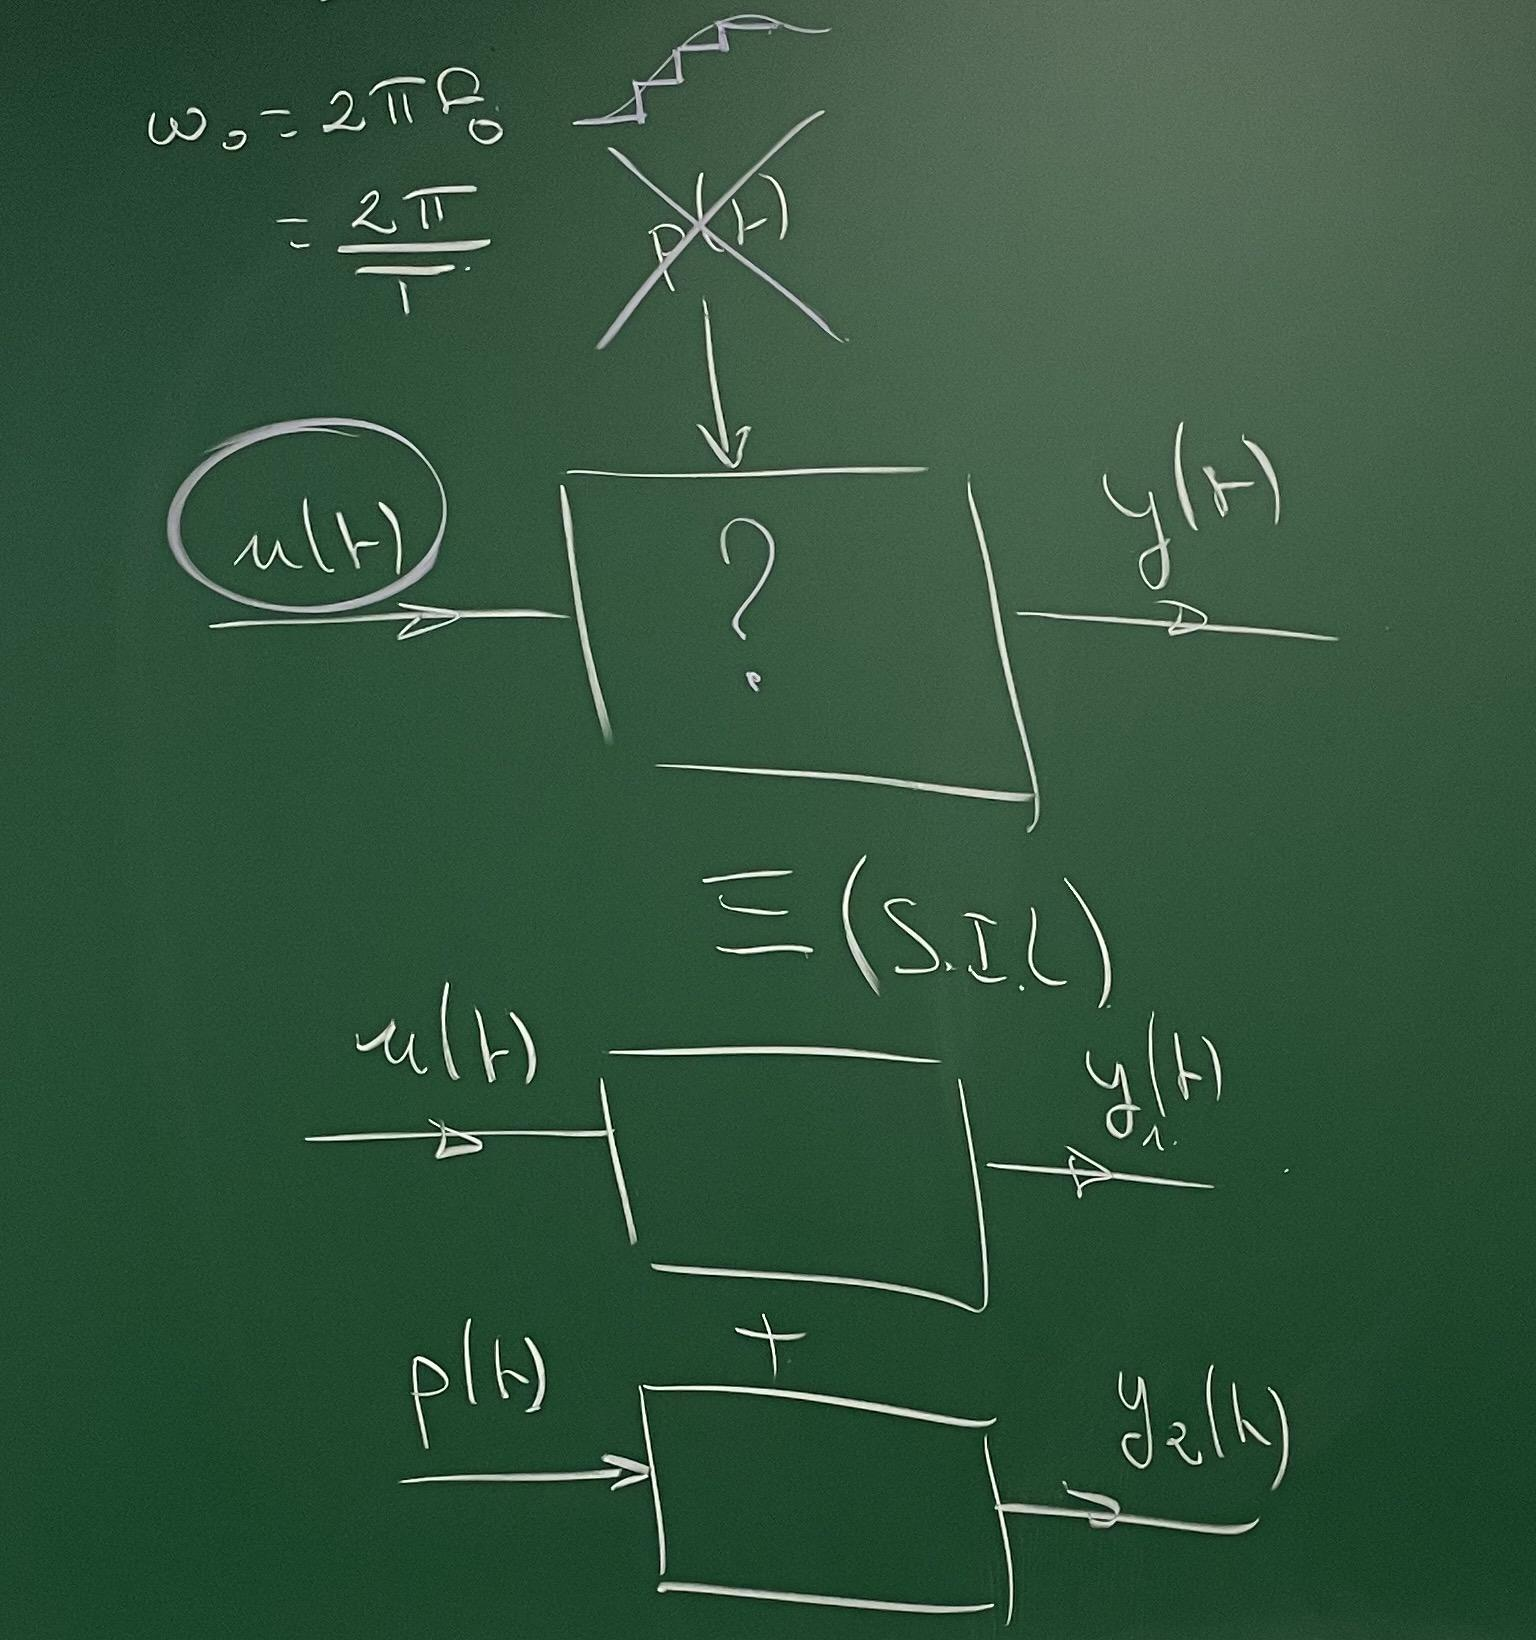 ω₀ = 2πf₀
= 2π/T
p(t)
u(t)
?
y(t)
≡ (S.I.L)
u(t)
y₁(t)
+
p(t)
y₂(t)